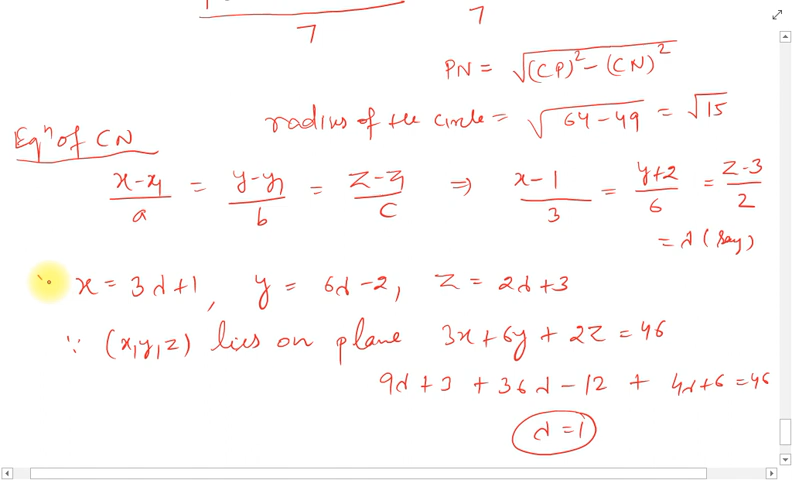 7 7
PN = √(CP)² − (CN)²
radius of the circle = √64 − 49 = √15
Eqⁿ of CN
x − x₁/a = y − y₁/b = z − z₁/c ⇒ x − 1/3 = y + 2/6 = z − 3/2
= λ (say)
∵ x = 3λ + 1, y = 6λ − 2, z = 2λ + 3
∵ (x, y, z) lies on plane 3x + 6y + 2z = 46
9λ + 3 + 36λ − 12 + 4λ + 6 = 46
λ = 1